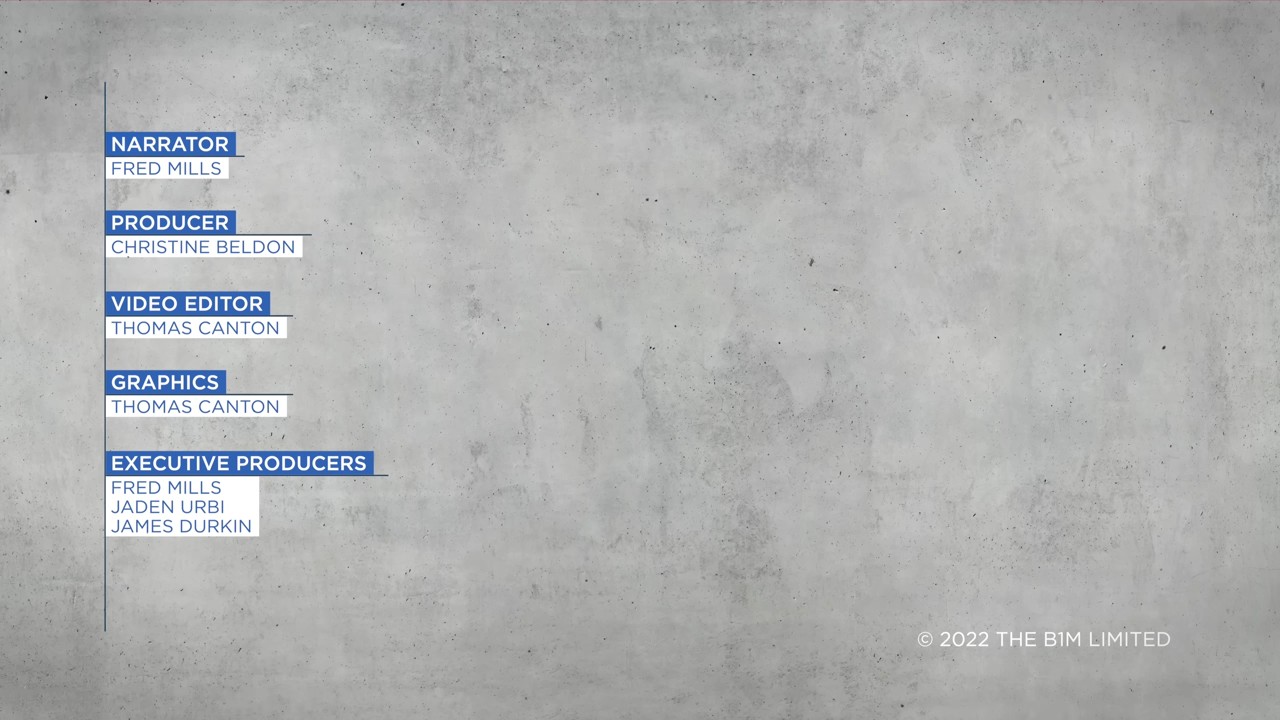 NARRATOR
FRED MILLS
PRODUCER
CHRISTINE BELDON
VIDEO EDITOR
THOMAS CANTON
GRAPHICS
THOMAS CANTON
EXECUTIVE PRODUCERS
FRED MILLS
JADEN URBI
JAMES DURKIN
© 2022 THE B1M LIMITED